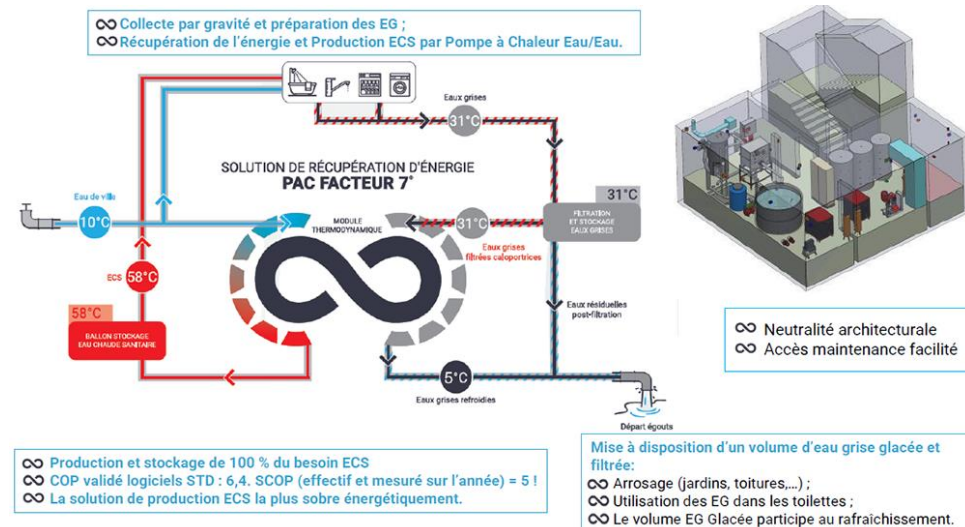 Collecte par gravité et préparation des EG ;
Récupération de l'énergie et Production ECS par Pompe à Chaleur Eau/Eau.
Eaux grises
31°C
SOLUTION DE RÉCUPÉRATION D'ÉNERGIE
PAC FACTEUR 7°
Eau de ville
10°C
MODULE
THERMODYNAMIQUE
31°C
Eaux grises
filtrées caloportrices
31°C
FILTRATION
ET STOCKAGE
EAUX GRISES
ECS
58°C
58°C
BALLON STOCKAGE
EAU CHAUDE SANITAIRE
Eaux résiduelles
post-filtration
5°C
Eaux grises refroidies
Départ égouts
Neutralité architecturale
Accès maintenance facilité
Production et stockage de 100 % du besoin ECS
COP validé logiciels STD : 6,4. SCOP (effectif et mesuré sur l'année) = 5 !
La solution de production ECS la plus sobre énergétiquement.
Mise à disposition d'un volume d'eau grise glacée et
filtrée:
Arrosage (jardins, toitures,...) ;
Utilisation des EG dans les toilettes ;
Le volume EG Glacée participe au rafraîchissement.